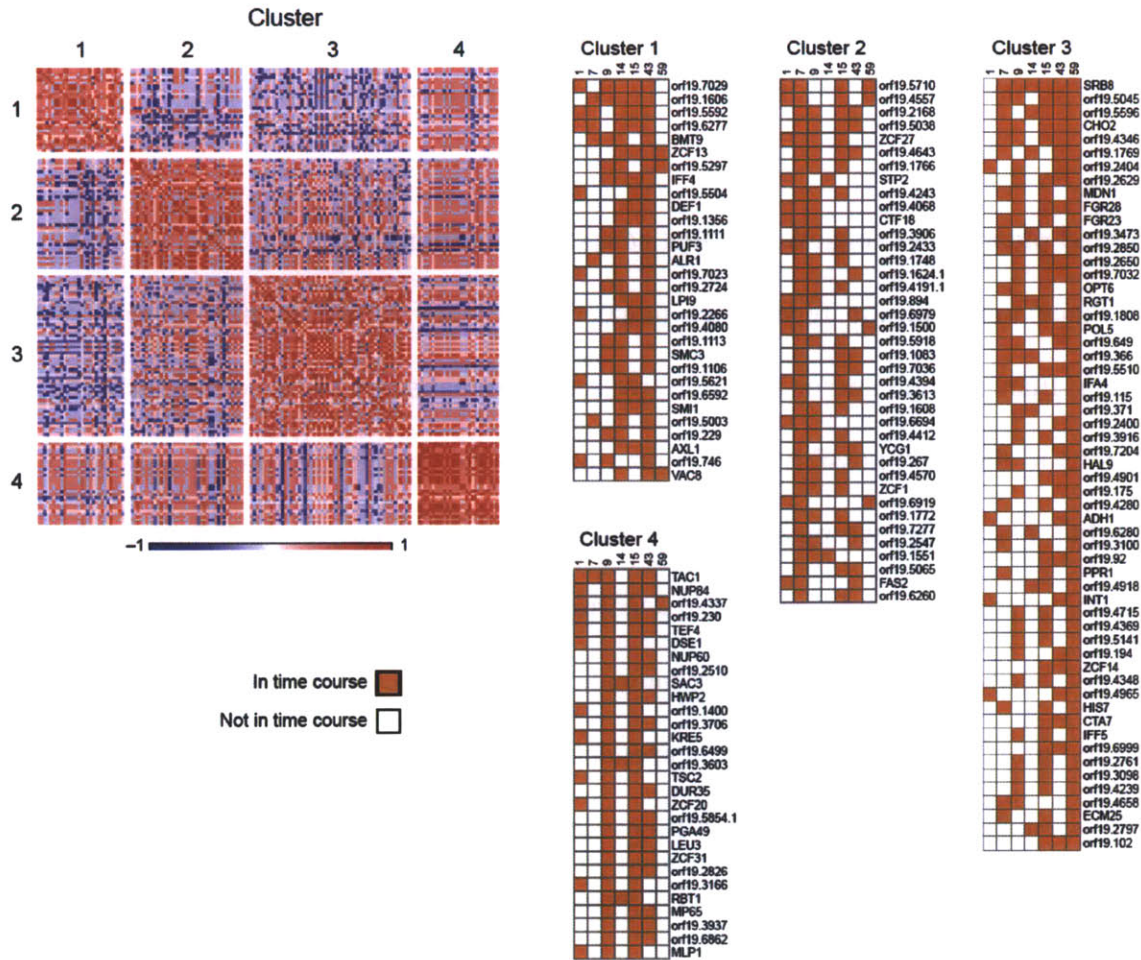 Cluster
1 2 3 4
1
2
3
4
–1 1
In time course
Not in time course
Cluster 1
1 7 9 14 15 43 59
orf19.7029
orf19.1606
orf19.5592
orf19.6277
BMT9
ZCF13
orf19.5297
IFF4
orf19.5504
DEF1
orf19.1356
orf19.1111
PUF3
ALR1
orf19.7023
orf19.2724
LPI9
orf19.2266
orf19.4080
orf19.1113
SMC3
orf19.1106
orf19.5621
orf19.6592
SMI1
orf19.5003
orf19.229
AXL1
orf19.746
VAC8
Cluster 4
1 7 9 14 15 43 59
TAC1
NUP84
orf19.4337
orf19.230
TEF4
DSE1
NUP60
orf19.2510
SAC3
HWP2
orf19.1400
orf19.3706
KRE5
orf19.6499
orf19.3603
TSC2
DUR35
ZCF20
orf19.5854.1
PGA49
LEU3
ZCF31
orf19.2826
orf19.3166
RBT1
MP65
orf19.3937
orf19.6862
MLP1
Cluster 2
1 7 9 14 15 43 59
orf19.5710
orf19.4557
orf19.2168
orf19.5038
ZCF27
orf19.4643
orf19.1766
STP2
orf19.4243
orf19.4068
CTF18
orf19.3906
orf19.2433
orf19.1748
orf19.1624.1
orf19.4191.1
orf19.894
orf19.6979
orf19.1500
orf19.5918
orf19.1083
orf19.7036
orf19.4394
orf19.3613
orf19.1608
orf19.6694
orf19.4412
YCG1
orf19.267
orf19.4570
ZCF1
orf19.6919
orf19.1772
orf19.7277
orf19.2547
orf19.1551
orf19.5065
FAS2
orf19.6260
Cluster 3
1 7 9 14 15 43 59
SRB8
orf19.5045
orf19.5596
CHO2
orf19.4346
orf19.1769
orf19.2404
orf19.2629
MDN1
FGR28
FGR23
orf19.3473
orf19.2850
orf19.2650
orf19.7032
OPT6
RGT1
orf19.1808
POL5
orf19.649
orf19.366
orf19.5510
IFA4
orf19.115
orf19.371
orf19.2400
orf19.3916
orf19.7204
HAL9
orf19.4901
orf19.175
orf19.4280
ADH1
orf19.6280
orf19.3100
orf19.92
PPR1
orf19.4918
INT1
orf19.4715
orf19.4369
orf19.5141
orf19.194
ZCF14
orf19.4348
orf19.4965
HIS7
CTA7
IFF5
orf19.6999
orf19.2761
orf19.3098
orf19.4239
orf19.4658
ECM25
orf19.2797
orf19.102